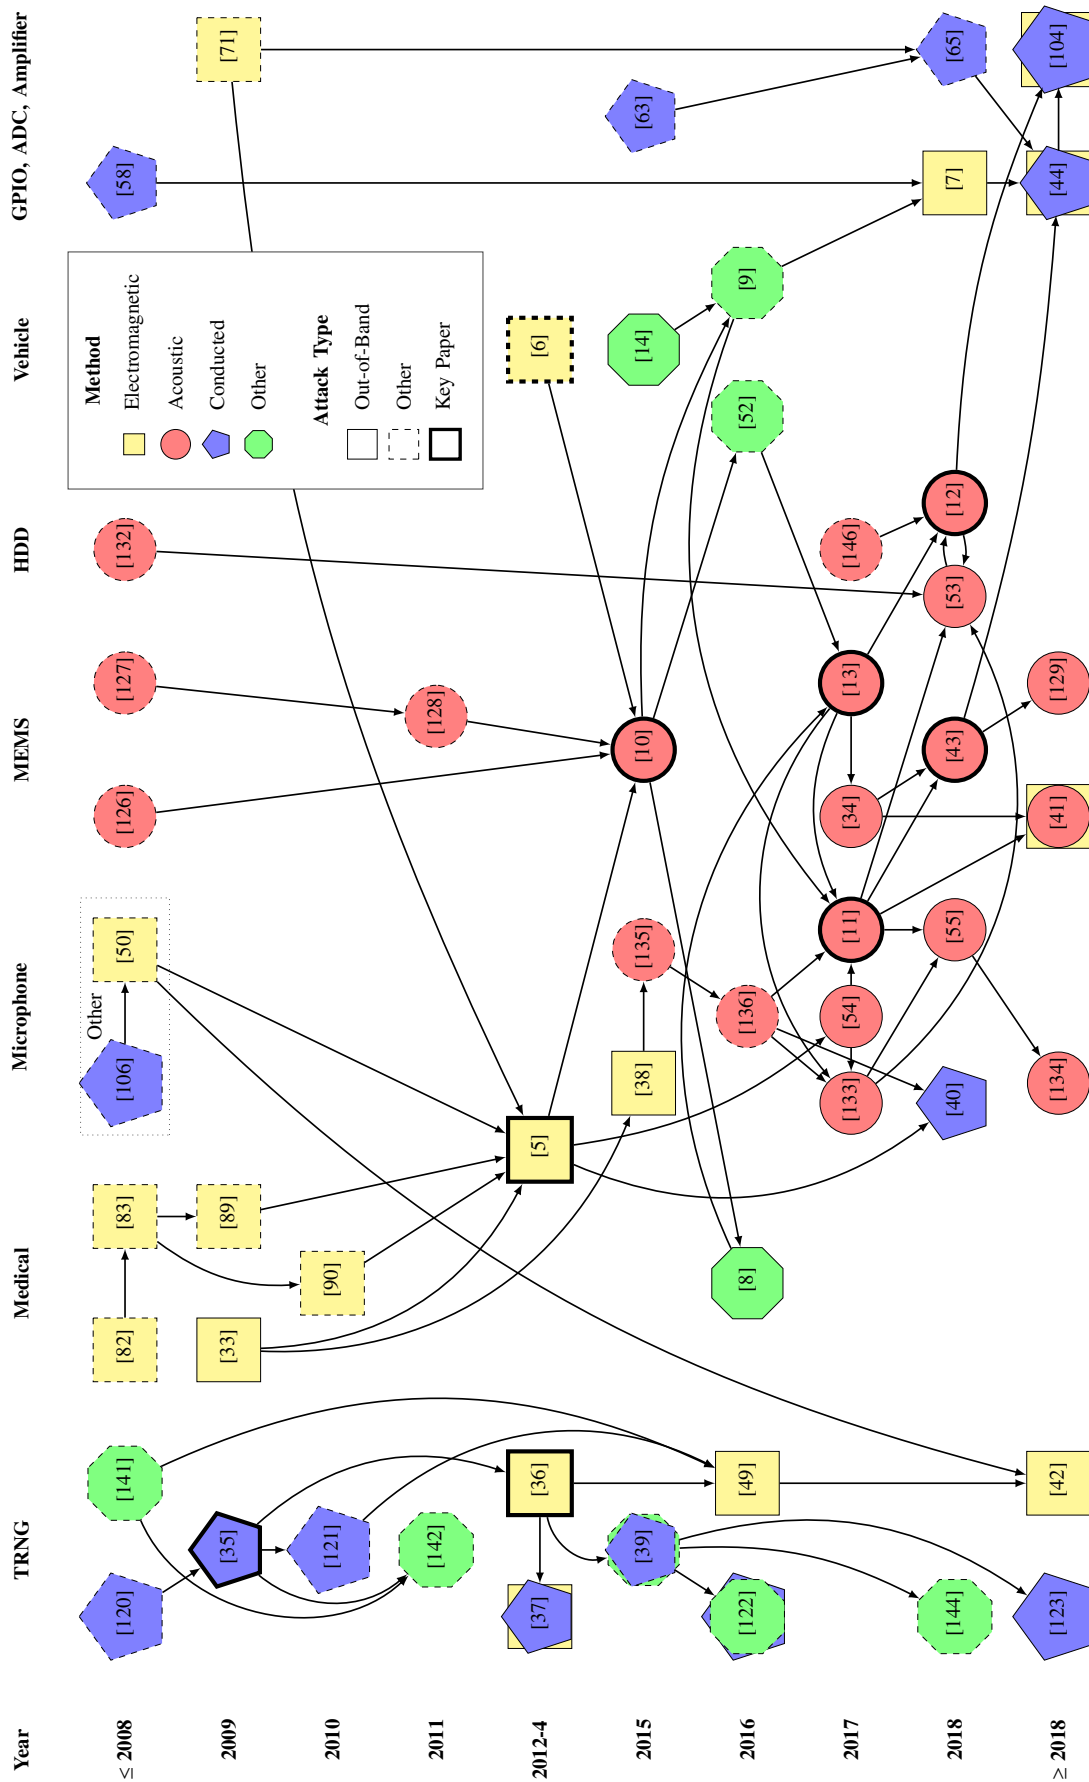 Year TRNG Medical Microphone MEMS HDD Vehicle GPIO, ADC, Amplifier
≤ 2008 [120] [141] [82] [83] [106] Other [50] [126] [127] [132] [58]
2009 [35] [33] [89] [71]
2010 [121] [90]
2011 [142] [128]
2012-4 [37] [36] [5] [6]
2015 [39] [38] [135] [10] [14] [63]
2016 [122] [49] [8] [136] [52] [9]
2017 [133] [54] [11] [34] [13] [146]
2018 [144] [40] [55] [43] [53] [12] [7] [65]
≥ 2018 [123] [42] [134] [41] [129] [44] [104]
Method
Electromagnetic
Acoustic
Conducted
Other
Attack Type
Out-of-Band
Other
Key Paper